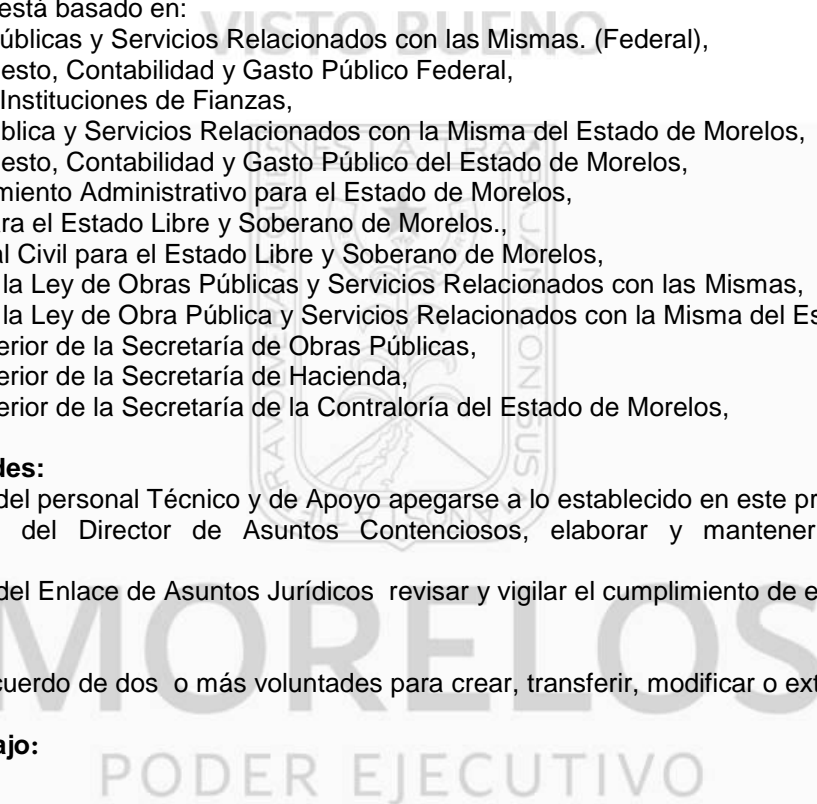 está basado en:
VISTO BUENO
úblicas y Servicios Relacionados con las Mismas. (Federal),
esto, Contabilidad y Gasto Público Federal,
Instituciones de Fianzas,
blica y Servicios Relacionados con la Misma del Estado de Morelos,
esto, Contabilidad y Gasto Público del Estado de Morelos,
miento Administrativo para el Estado de Morelos,
ra el Estado Libre y Soberano de Morelos.,
al Civil para el Estado Libre y Soberano de Morelos,
la Ley de Obras Públicas y Servicios Relacionados con las Mismas,
la Ley de Obra Pública y Servicios Relacionados con la Misma del Es
erior de la Secretaría de Obras Públicas,
erior de la Secretaría de Hacienda,
erior de la Secretaría de la Contraloría del Estado de Morelos,
des:
del personal Técnico y de Apoyo apegarse a lo establecido en este pr
del Director de Asuntos Contenciosos, elaborar y mantener
del Enlace de Asuntos Jurídicos revisar y vigilar el cumplimiento de e
MORELOS
cuerdo de dos o más voluntades para crear, transferir, modificar o ext
ajo:
PODER EJECUTIVO